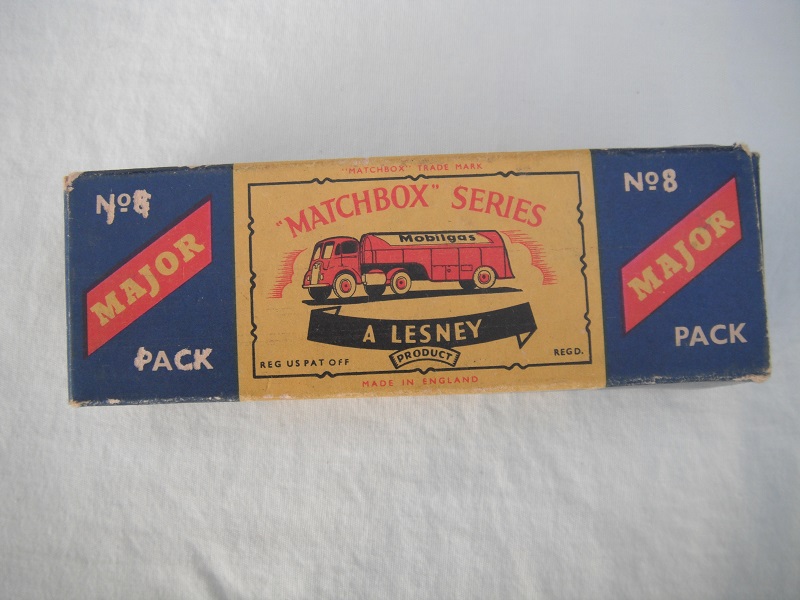 Nº8
MAJOR
PACK
"MATCHBOX" TRADE MARK
"MATCHBOX" SERIES
Mobilgas
A LESNEY
PRODUCT
REG US PAT OFF
REGD.
MADE IN ENGLAND
Nº8
MAJOR
PACK